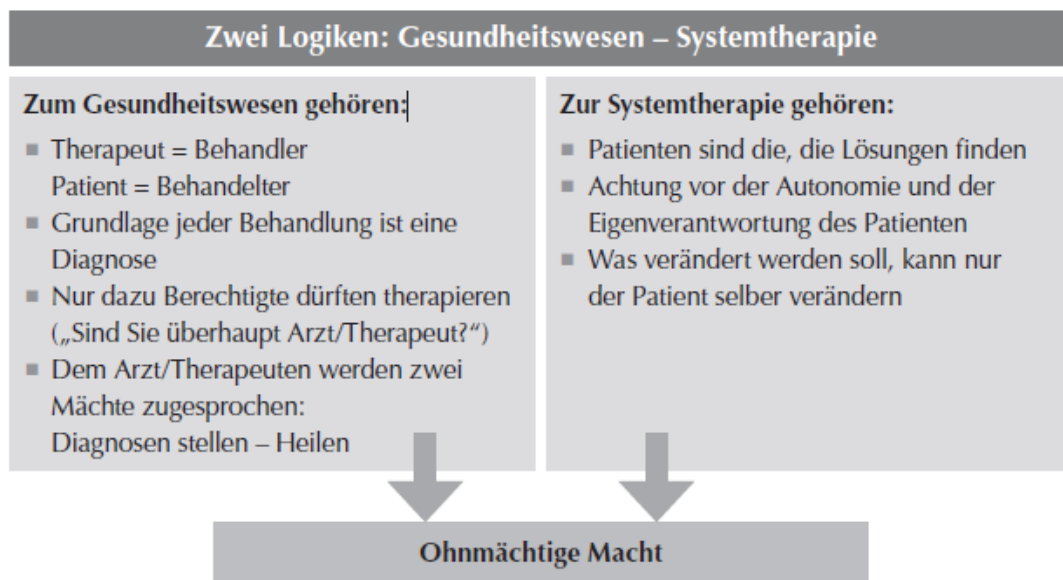 Zwei Logiken: Gesundheitswesen – Systemtherapie
Zum Gesundheitswesen gehören:
■ Therapeut = Behandler
Patient = Behandelter
■ Grundlage jeder Behandlung ist eine
Diagnose
■ Nur dazu Berechtigte dürften therapieren
(„Sind Sie überhaupt Arzt/Therapeut?“)
■ Dem Arzt/Therapeuten werden zwei
Mächte zugesprochen:
Diagnosen stellen – Heilen
Zur Systemtherapie gehören:
■ Patienten sind die, die Lösungen finden
■ Achtung vor der Autonomie und der
Eigenverantwortung des Patienten
■ Was verändert werden soll, kann nur
der Patient selber verändern
Ohnmächtige Macht